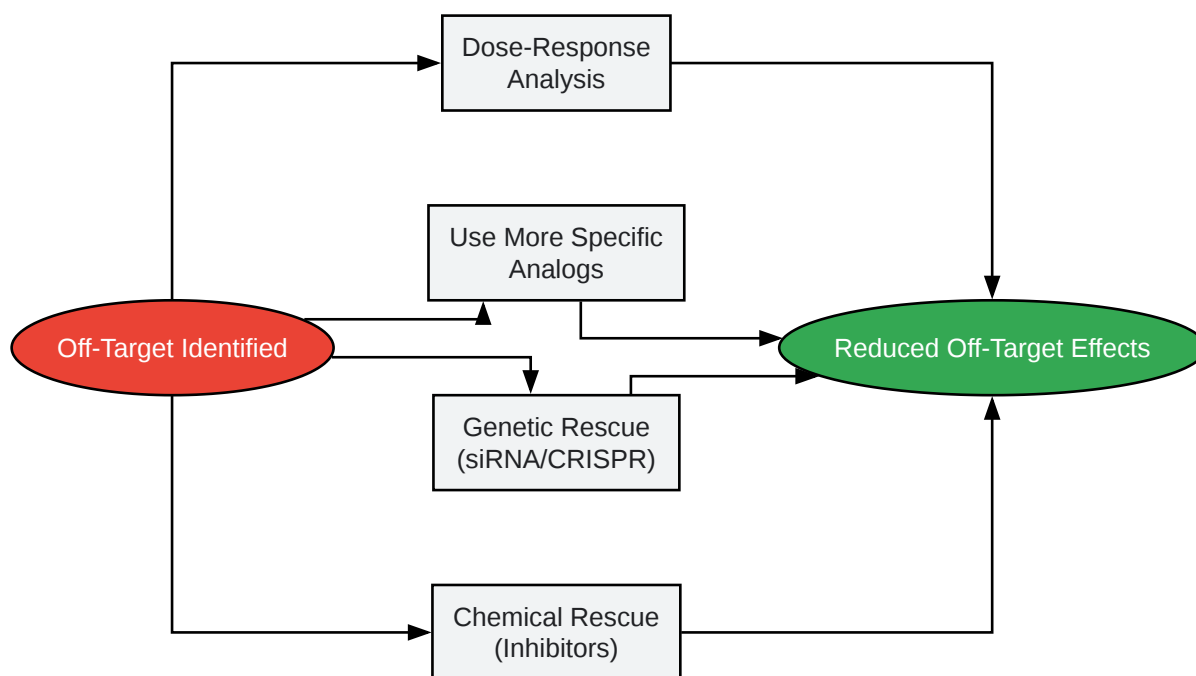 Dose-Response
Analysis
Use More Specific
Analogs
Off-Target Identified
Reduced Off-Target Effects
Genetic Rescue
(siRNA/CRISPR)
Chemical Rescue
(Inhibitors)